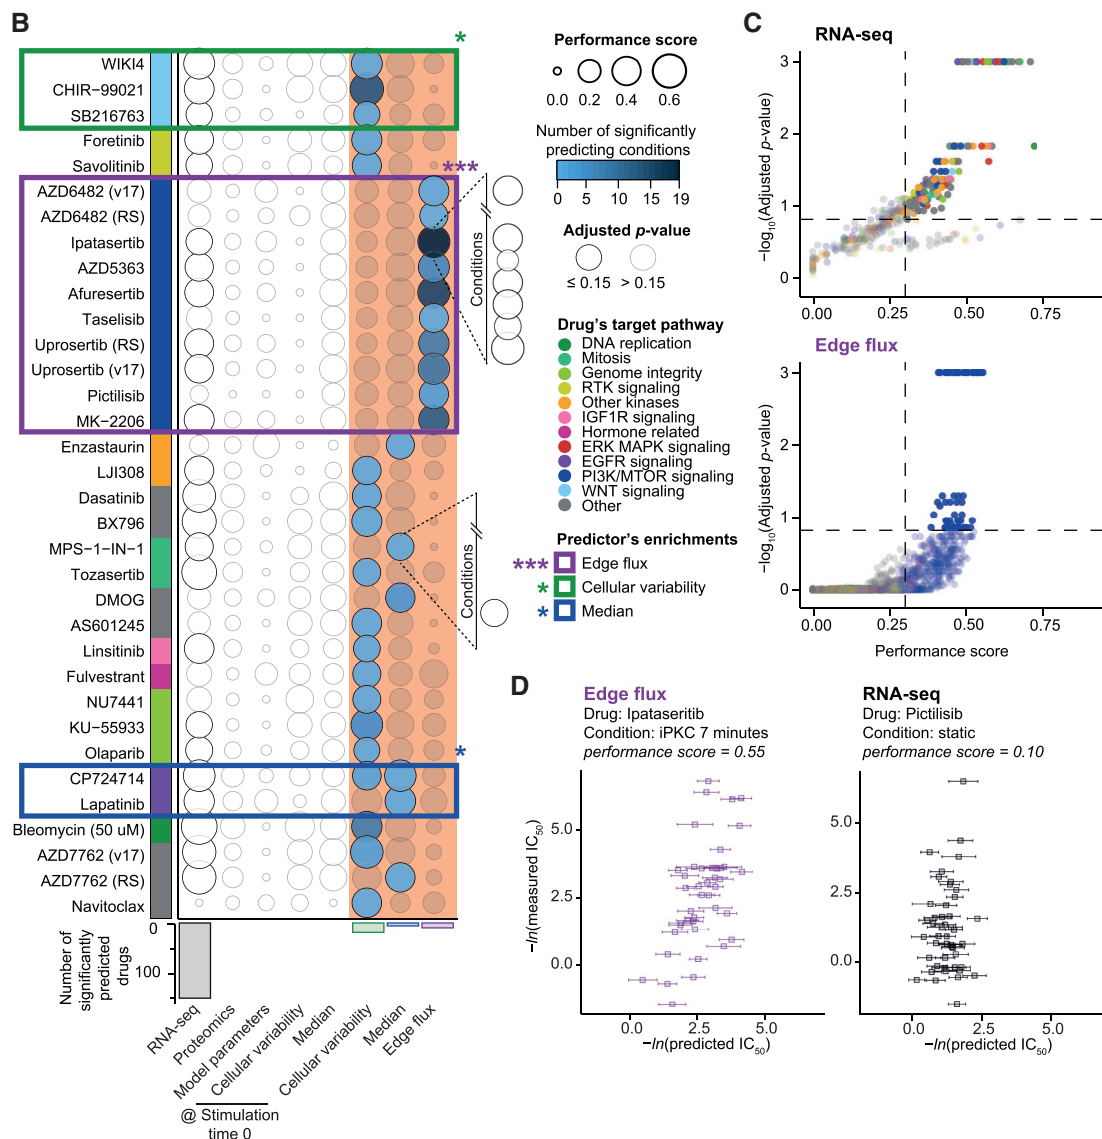 B
*
WIKI4
CHIR−99021
SB216763
Foretinib
Savolitinib
***
AZD6482 (v17)
AZD6482 (RS)
Ipatasertib
AZD5363
Afuresertib
Taselisib
Uprosertib (RS)
Uprosertib (v17)
Pictilisib
MK−2206
Enzastaurin
LJI308
Dasatinib
BX796
MPS−1−IN−1
Tozasertib
DMOG
AS601245
Linsitinib
Fulvestrant
NU7441
KU−55933
Olaparib
*
CP724714
Lapatinib
Bleomycin (50 uM)
AZD7762 (v17)
AZD7762 (RS)
Navitoclax
Conditions
Conditions
Number of
significantly
predicted
drugs
0
100
RNA-seq
Proteomics
Model parameters
Cellular variability
Median
Cellular variability
Median
Edge flux
@ Stimulation
time 0
Performance score
0.0 0.2 0.4 0.6
Number of significantly
predicting conditions
0 5 10 15 19
Adjusted p-value
≤ 0.15 > 0.15
Drug's target pathway
DNA replication
Mitosis
Genome integrity
RTK signaling
Other kinases
IGF1R signaling
Hormone related
ERK MAPK signaling
EGFR signaling
PI3K/MTOR signaling
WNT signaling
Other
Predictor's enrichments
*** Edge flux
* Cellular variability
* Median
C
RNA-seq
−log10(Adjusted p-value)
3
2
1
0
0.00 0.25 0.50 0.75
Edge flux
−log10(Adjusted p-value)
3
2
1
0
0.00 0.25 0.50 0.75
Performance score
D
Edge flux
Drug: Ipataseritib
Condition: iPKC 7 minutes
performance score = 0.55
−ln(measured IC50)
5.0
2.5
0.0
0.0 2.5 5.0
−ln(predicted IC50)
RNA-seq
Drug: Pictilisib
Condition: static
performance score = 0.10
5.0
2.5
0.0
0.0 2.5 5.0
−ln(predicted IC50)